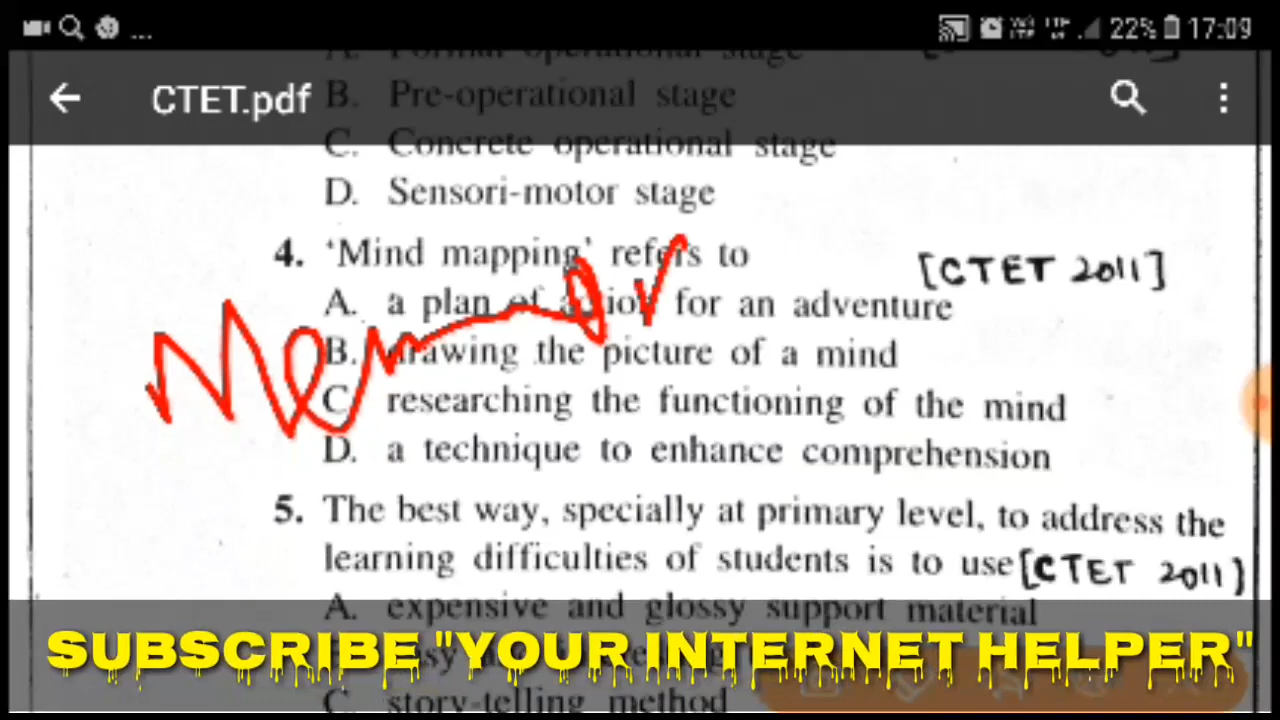 ... 22% 17:09
A. Formal operational stage
CTET.pdf
B. Pre-operational stage
C. Concrete operational stage
D. Sensori-motor stage
4. 'Mind mapping' refers to
[CTET 2011]
A. a plan of action for an adventure
B. drawing the picture of a mind
C researching the functioning of the mind
D. a technique to enhance comprehension
5. The best way, specially at primary level, to address the
learning difficulties of students is to use [CTET 2011]
A. expensive and glossy support material
SUBSCRIBE "YOUR INTERNET HELPER"
C. story-telling method